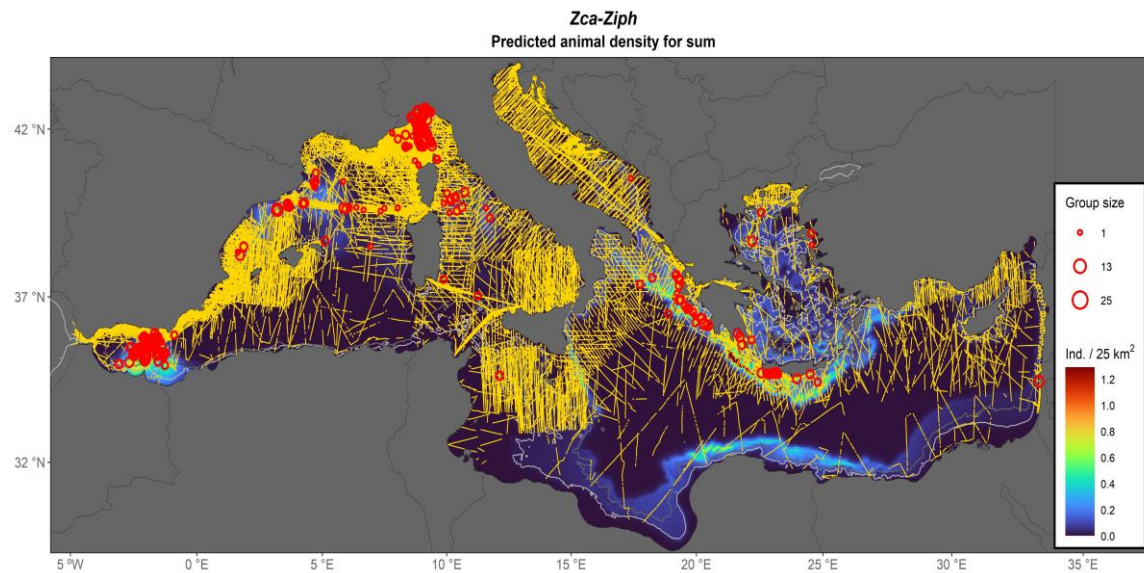 Zca-Ziph
Predicted animal density for sum
42 °N
37 °N
32 °N
5 ºW
0 °E
5 °E
10 °E
15 °E
20 °E
25 °E
30 °E
35 °E
Group size
1
13
25
Ind. / 25 km²
1.2
1.0
0.8
0.6
0.4
0.2
0.0